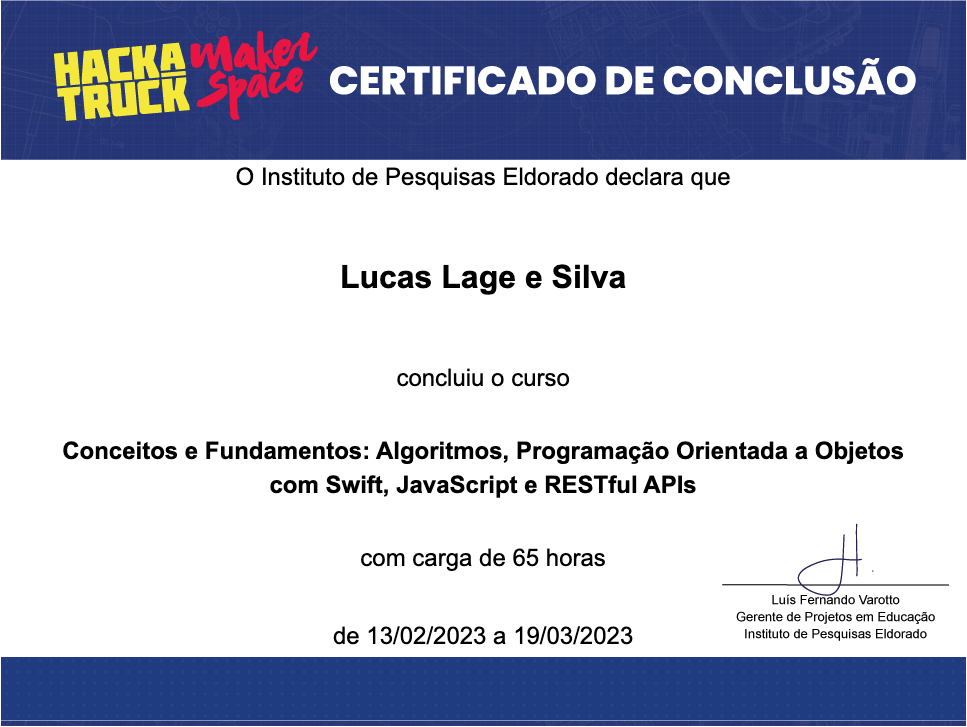 HACKA
TRUCK
Maker
space
CERTIFICADO DE CONCLUSÃO
O Instituto de Pesquisas Eldorado declara que
Lucas Lage e Silva
concluiu o curso
Conceitos e Fundamentos: Algoritmos, Programação Orientada a Objetos
com Swift, JavaScript e RESTful APIs
com carga de 65 horas
de 13/02/2023 a 19/03/2023
Luís Fernando Varotto
Gerente de Projetos em Educação
Instituto de Pesquisas Eldorado